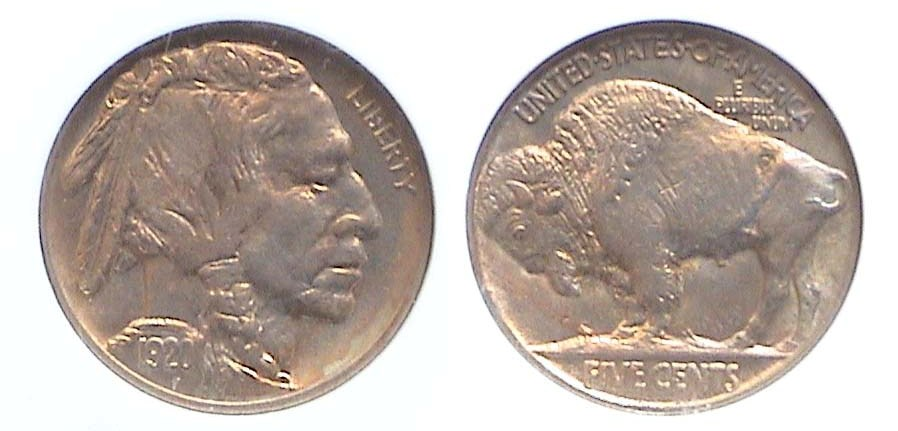 LIBERTY
1920
F
UNITED·STATES·OF·AMERICA
E
PLURIBUS
UNUM
FIVE CENTS